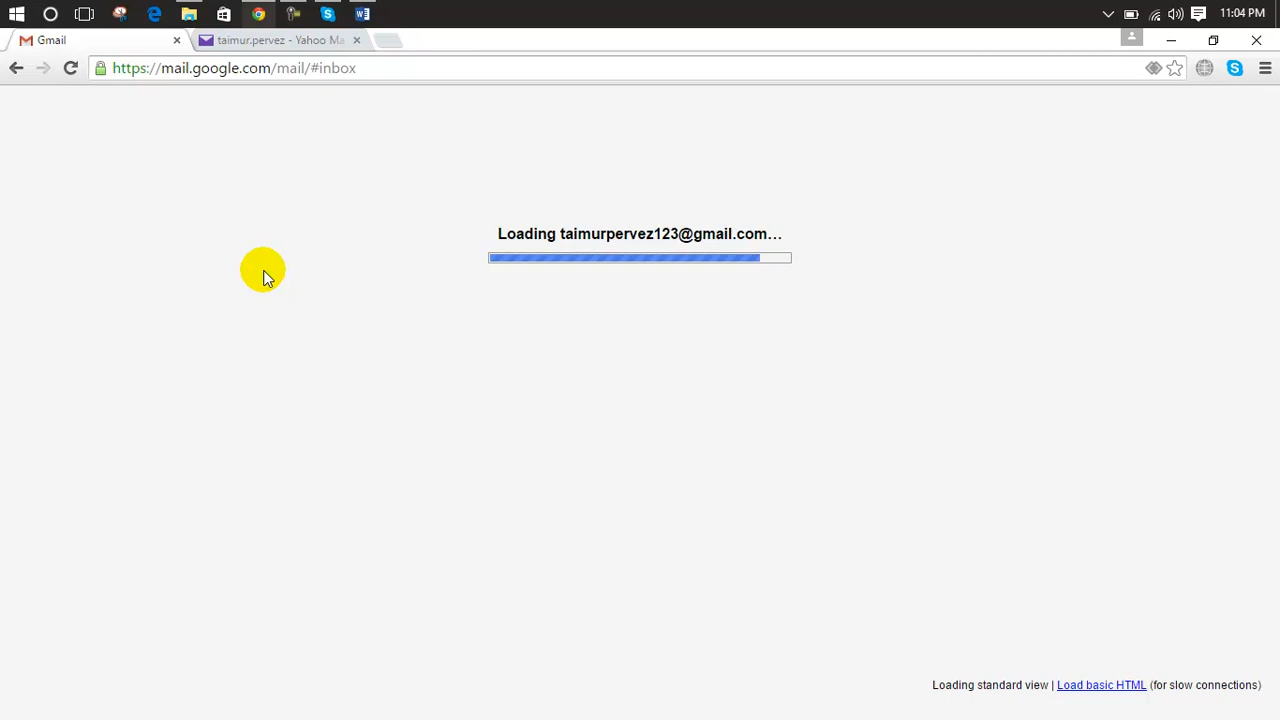 11:04 PM
Gmail
taimur.pervez - Yahoo Ma
https://mail.google.com/mail/#inbox
Loading taimurpervez123@gmail.com…
Loading standard view | Load basic HTML (for slow connections)